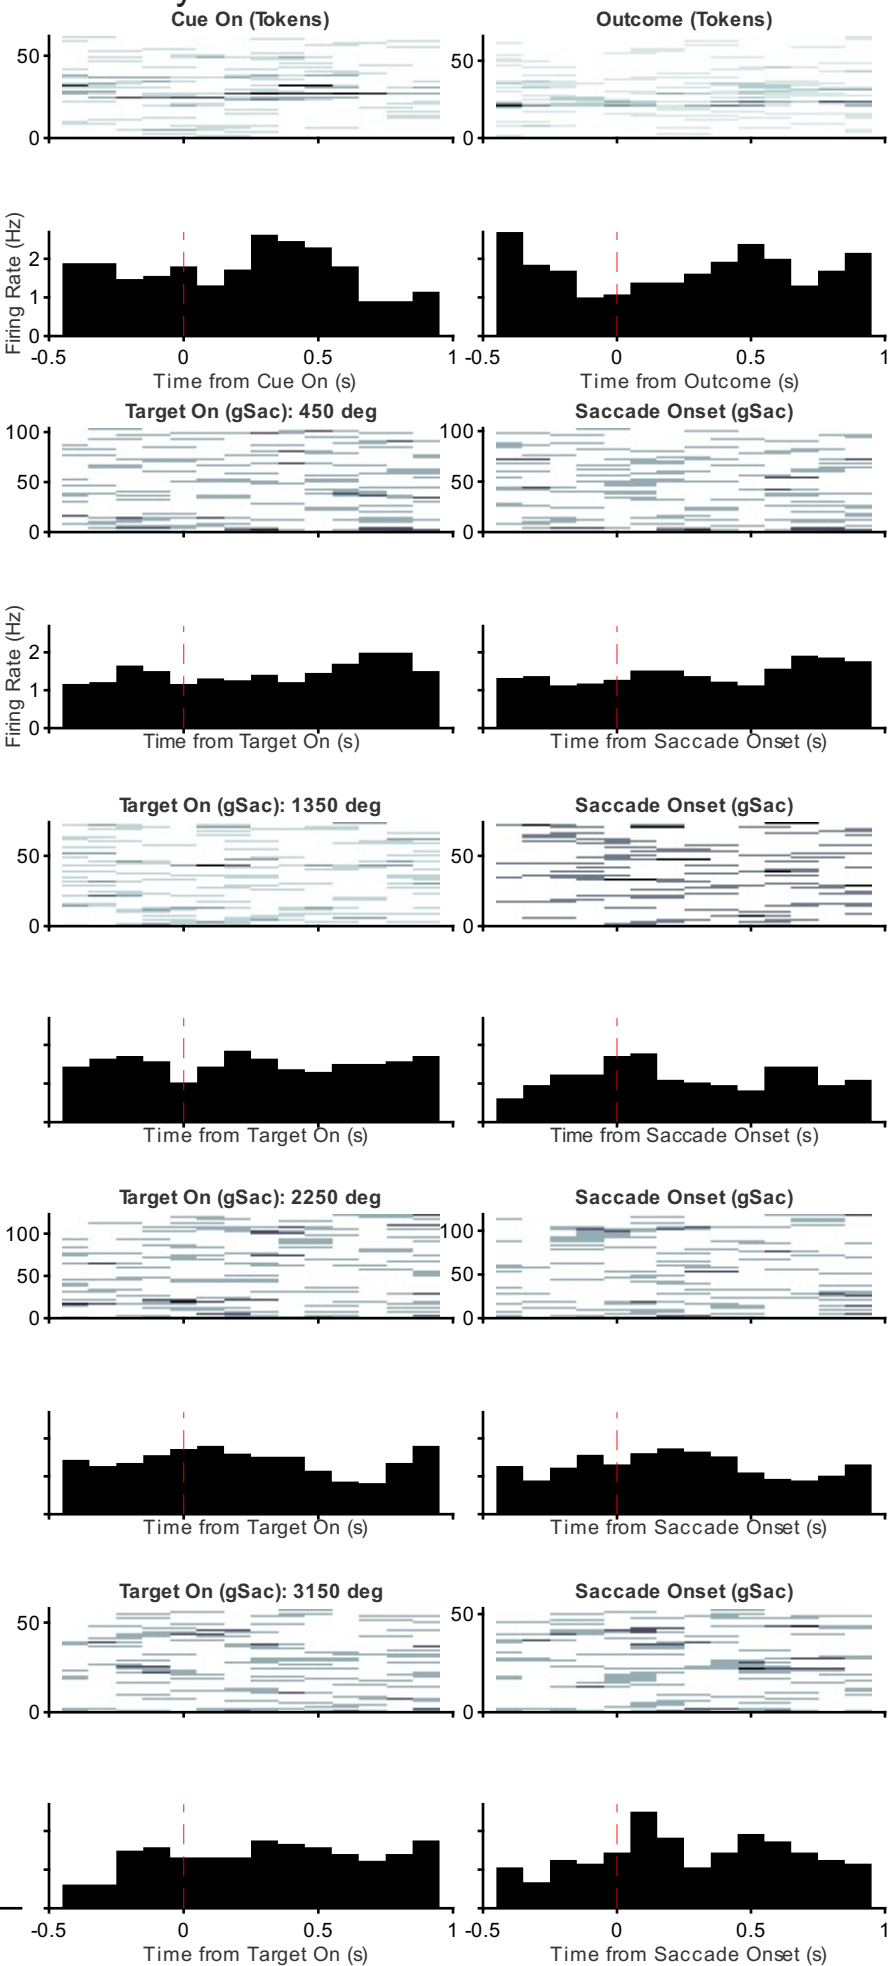 Cue On (Tokens) Outcome (Tokens)
50 50
0 0
Firing Rate (Hz)
2
1
0
-0.5 0 0.5 1 -0.5 0 0.5 1
Time from Cue On (s) Time from Outcome (s)
Target On (gSac): 450 deg Saccade Onset (gSac)
100 100
50 50
0 0
Firing Rate (Hz)
2
1
0
Time from Target On (s) Time from Saccade Onset (s)
Target On (gSac): 1350 deg Saccade Onset (gSac)
50 50
0 0
Time from Target On (s) Time from Saccade Onset (s)
Target On (gSac): 2250 deg Saccade Onset (gSac)
100 100
50 50
0 0
Time from Target On (s) Time from Saccade Onset (s)
Target On (gSac): 3150 deg Saccade Onset (gSac)
50 50
0 0
-0.5 0 0.5 1 -0.5 0 0.5 1
Time from Target On (s) Time from Saccade Onset (s)